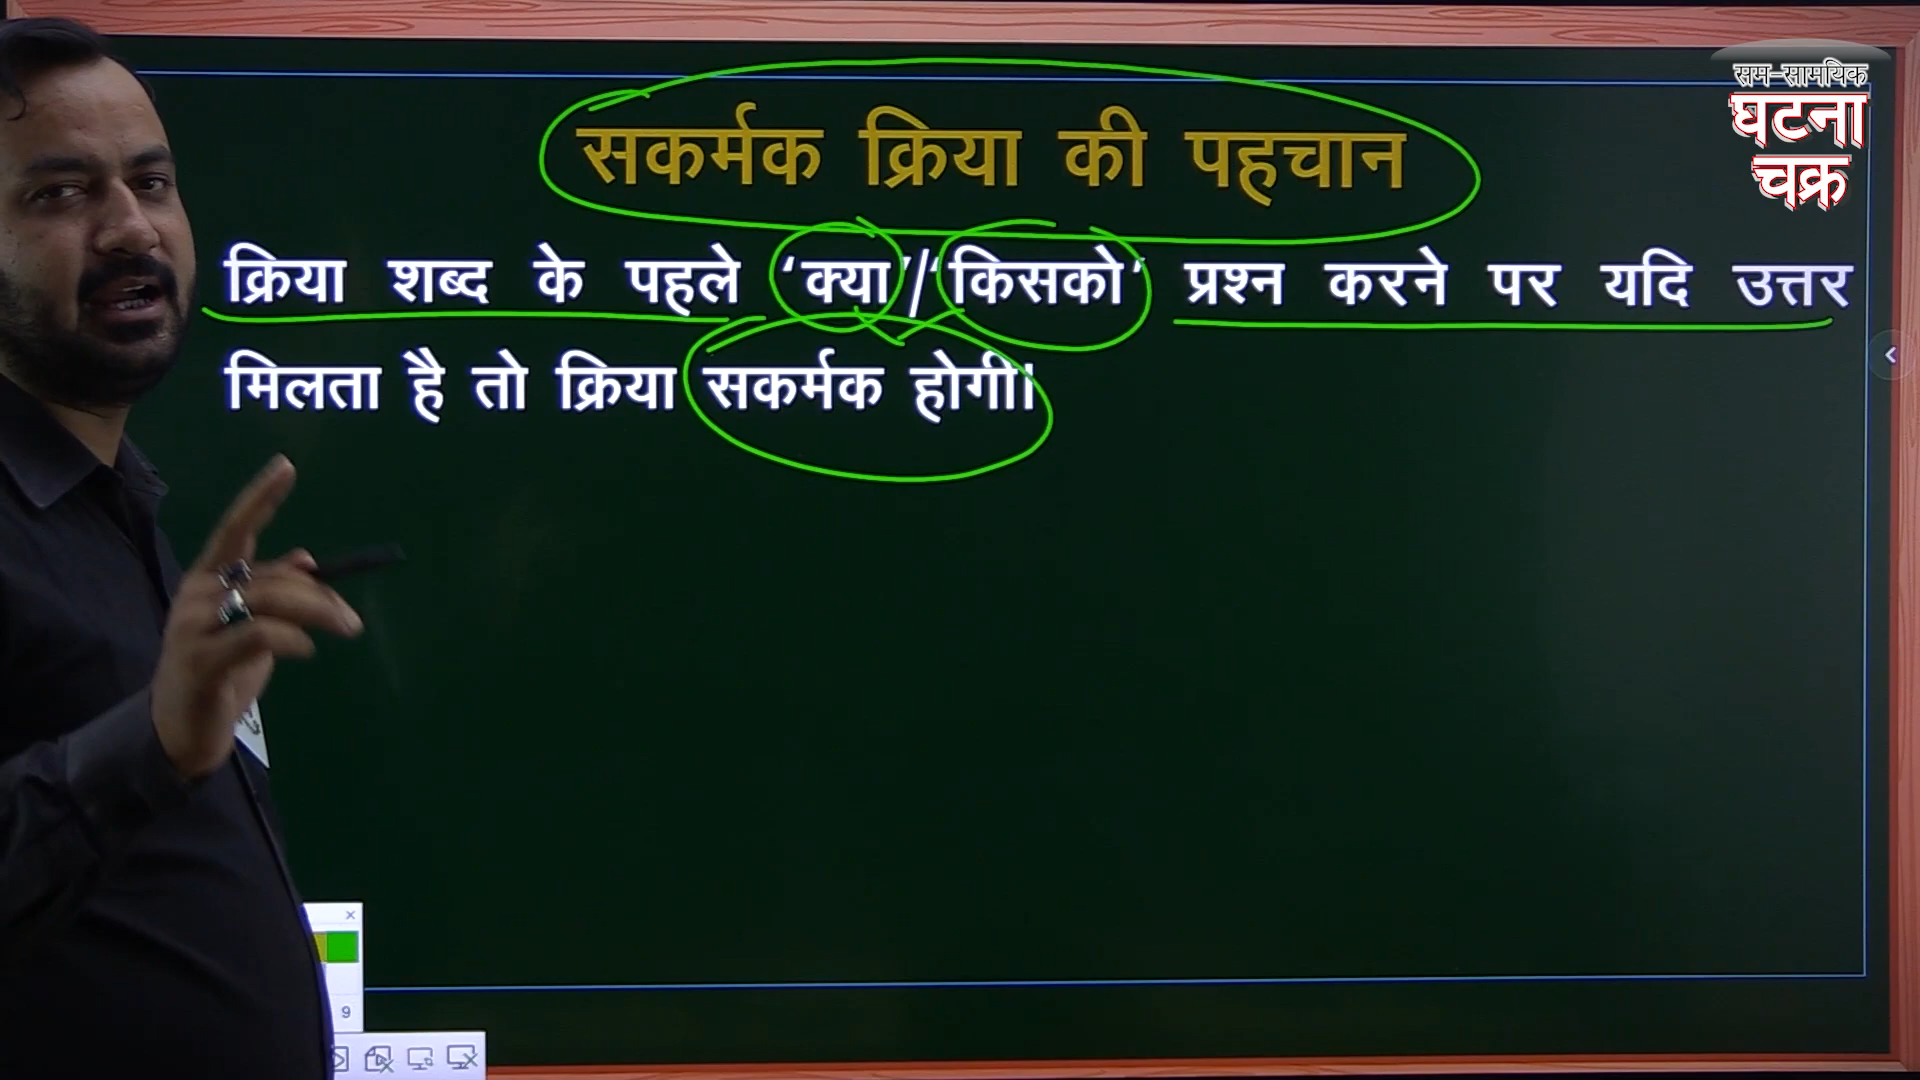 सकर्मक क्रिया की पहचान
क्रिया शब्द के पहले 'क्या'/'किसको' प्रश्न करने पर यदि उत्तर
मिलता है तो क्रिया सकर्मक होगी।
सम-सामयिक
घटना
चक्र
9